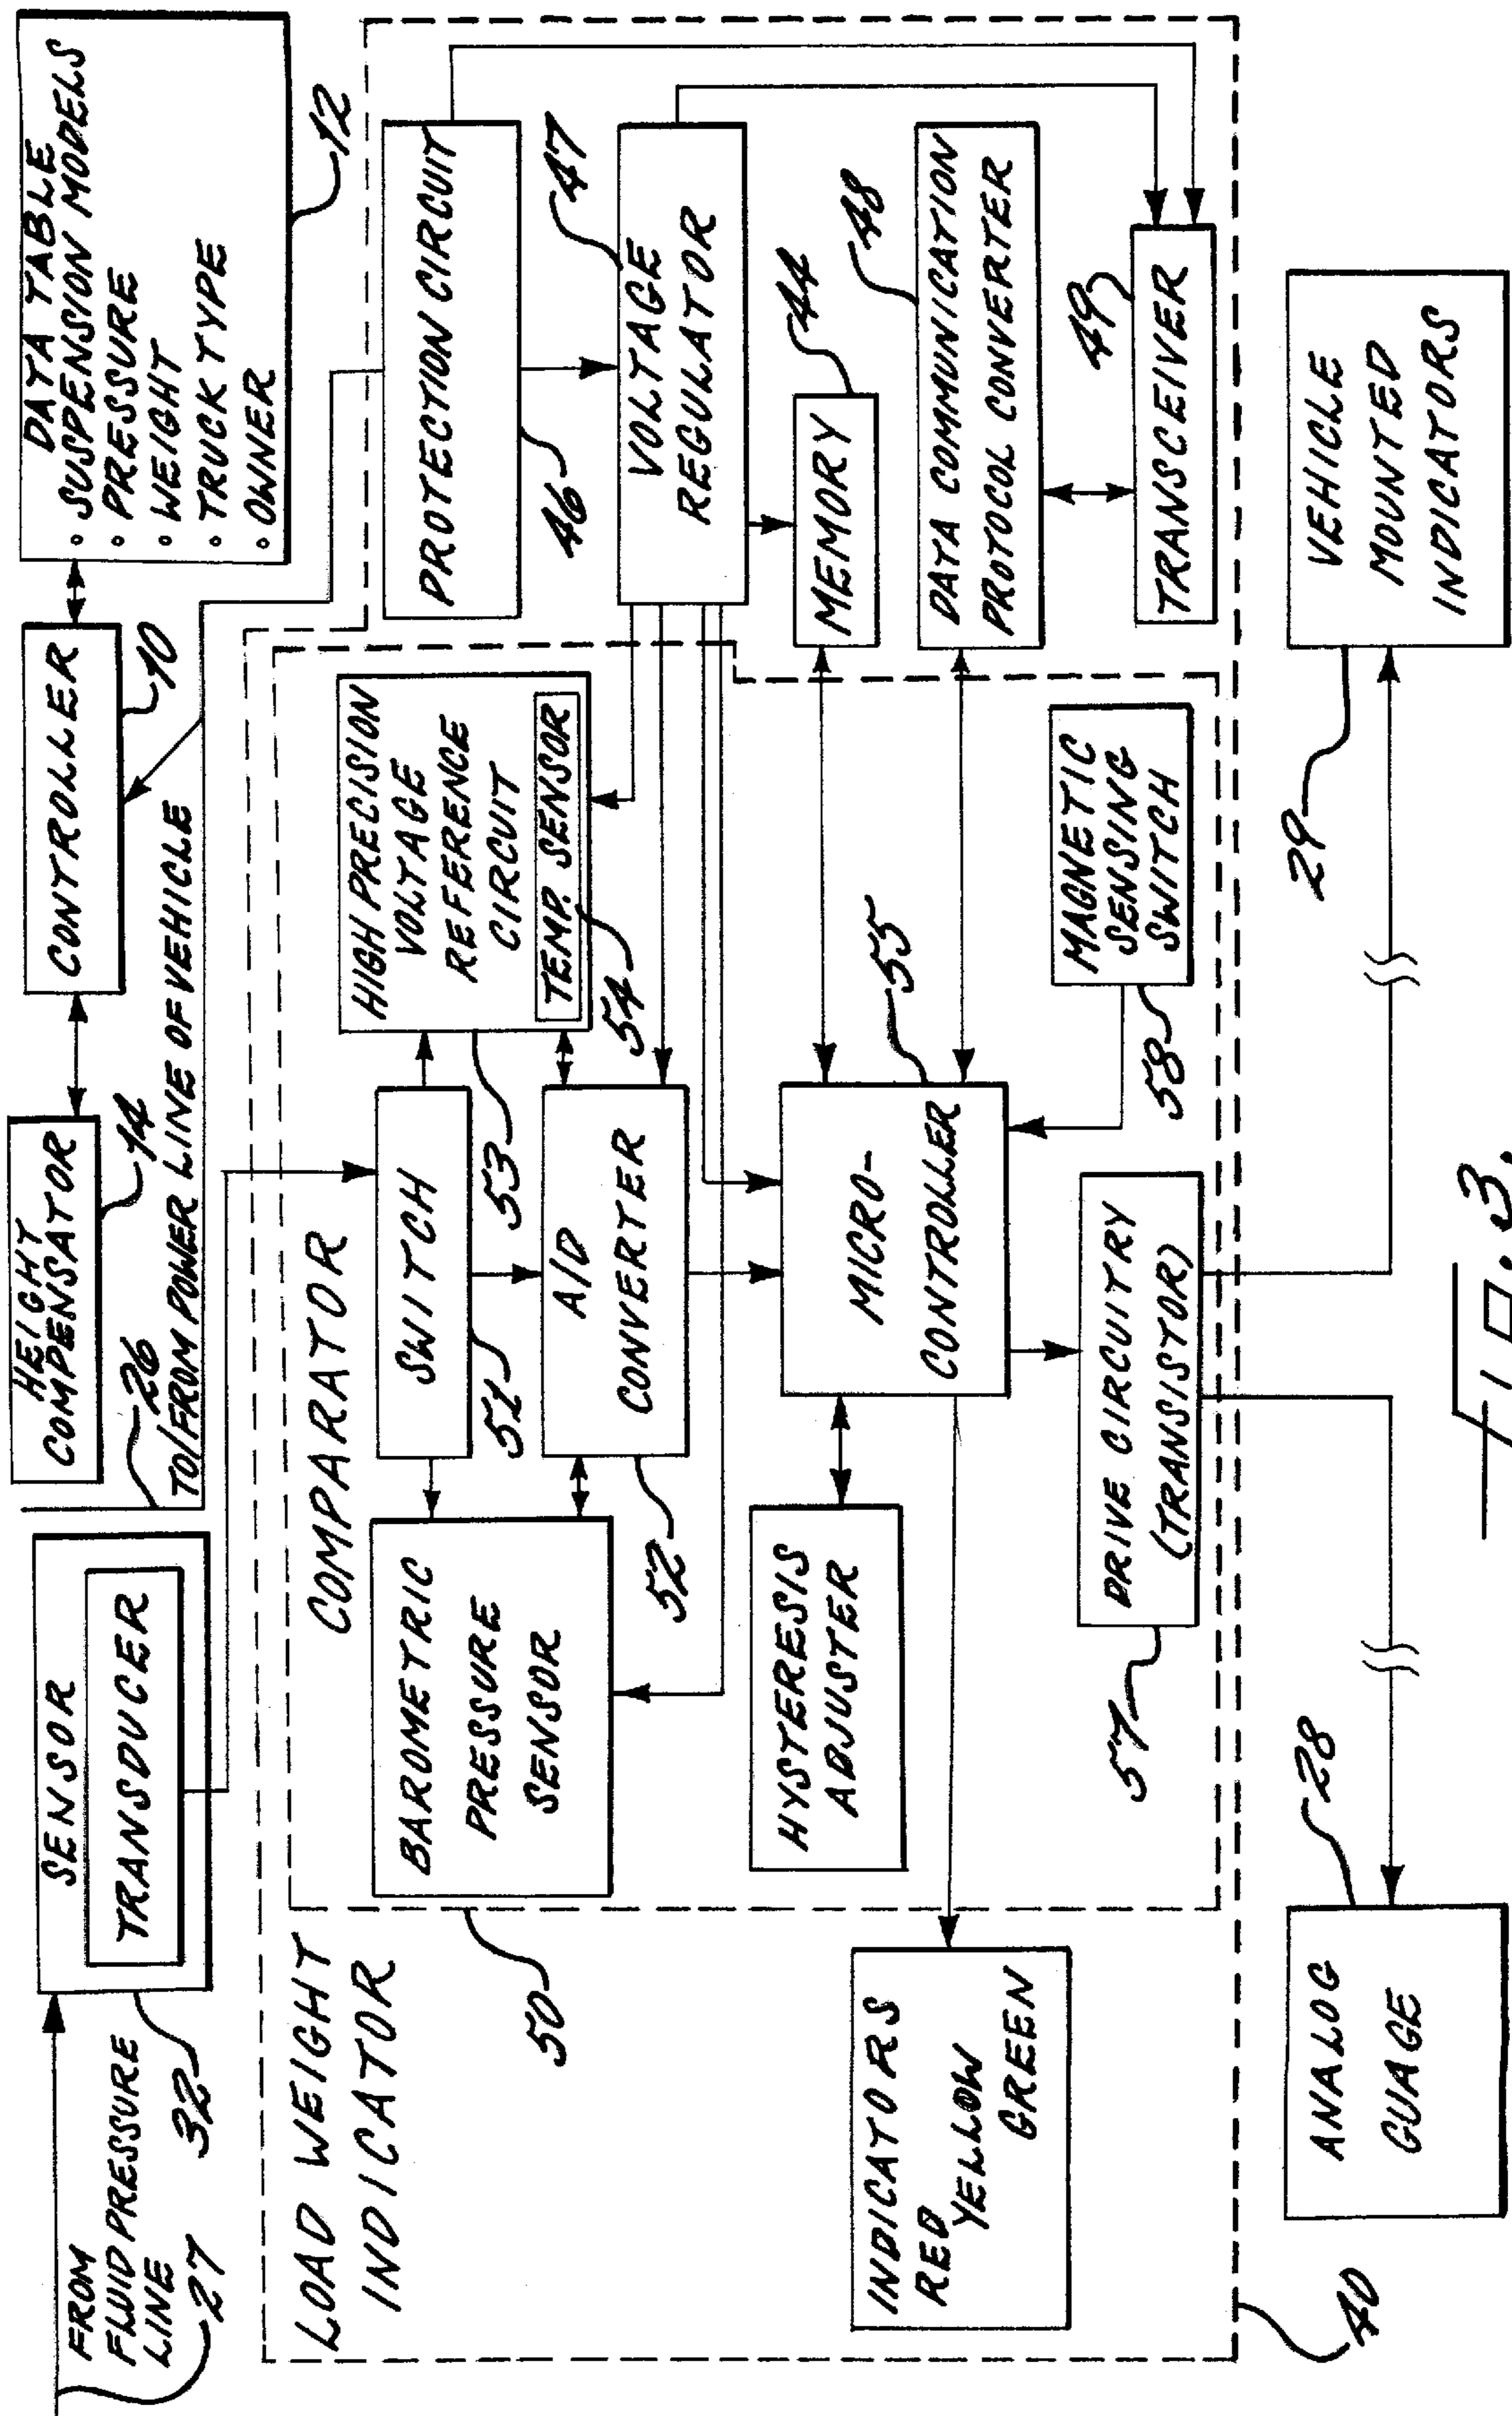 FROM
FLUID PRESSURE
LINE
27
32
SENSOR
TRANSDUCER
HEIGHT
COMPENSATOR
14
26
TO/FROM POWER LINE OF VEHICLE
CONTROLLER
10
DATA TABLE
• SUSPENSION MODELS
• PRESSURE
• WEIGHT
• TRUCK TYPE
• OWNER
12
LOAD WEIGHT
INDICATOR
50
COMPARATOR
BAROMETRIC
PRESSURE
SENSOR
SWITCH
51
53
A/D
CONVERTER
52
HIGH PRECISION
VOLTAGE
REFERENCE
CIRCUIT
TEMP. SENSOR
54
PROTECTION CIRCUIT
46
47
VOLTAGE
REGULATOR
MEMORY
44
48
DATA COMMUNICATION
PROTOCOL CONVERTER
49
TRANSCEIVER
HYSTERESIS
ADJUSTER
MICRO-
CONTROLLER
55
MAGNETIC
SENSING
SWITCH
58
INDICATORS
RED
YELLOW
GREEN
DRIVE CIRCUITRY
(TRANSISTOR)
57
40
ANALOG
GUAGE
28
29
VEHICLE
MOUNTED
INDICATORS
FIG. 3.